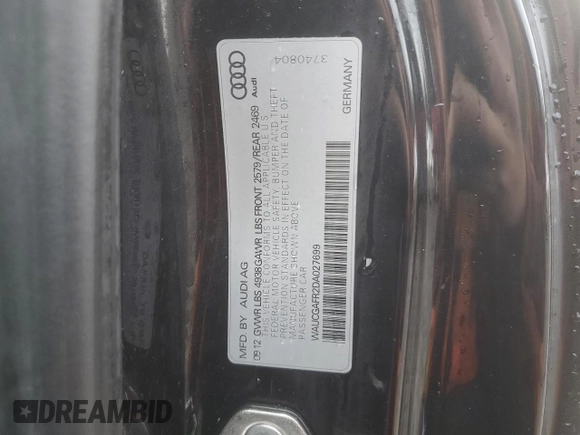 MFD. BY AUDI AG
09.12 GVWR LBS 4938 GAWR LBS FRONT 2579/REAR 2469
THIS VEHICLE CONFORMS TO ALL APPLICABLE U.S.
FEDERAL MOTOR VEHICLE SAFETY, BUMPER AND THEFT
PREVENTION STANDARDS IN EFFECT ON THE DATE OF
MANUFACTURE SHOWN ABOVE
PASSENGER CAR
WAUCGAFR2DA027699
GERMANY
Audi
3740804
DREAMBID